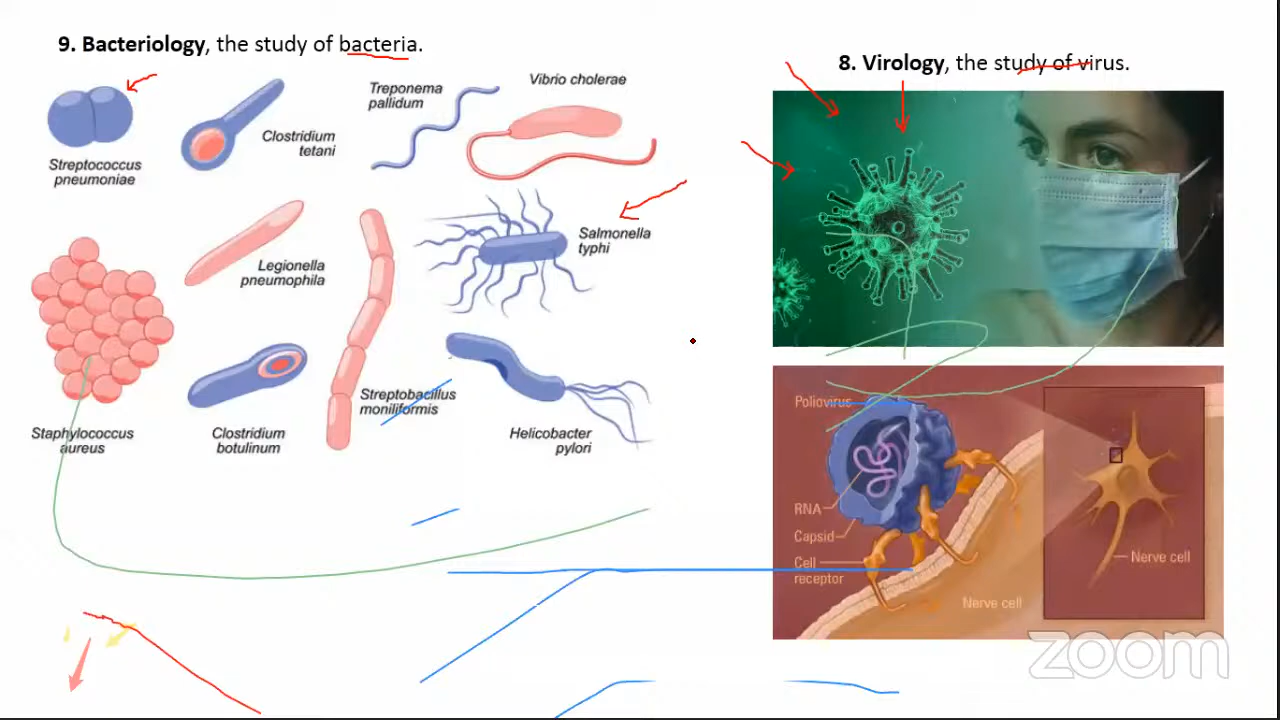 9. Bacteriology, the study of bacteria.
Streptococcus
pneumoniae
Clostridium
tetani
Treponema
pallidum
Vibrio cholerae
Legionella
pneumophila
Salmonella
typhi
Staphylococcus
aureus
Clostridium
botulinum
Streptobacillus
moniliformis
Helicobacter
pylori
8. Virology, the study of virus.
Poliovirus
RNA
Capsid
Cell
receptor
Nerve cell
Nerve cell
zoom